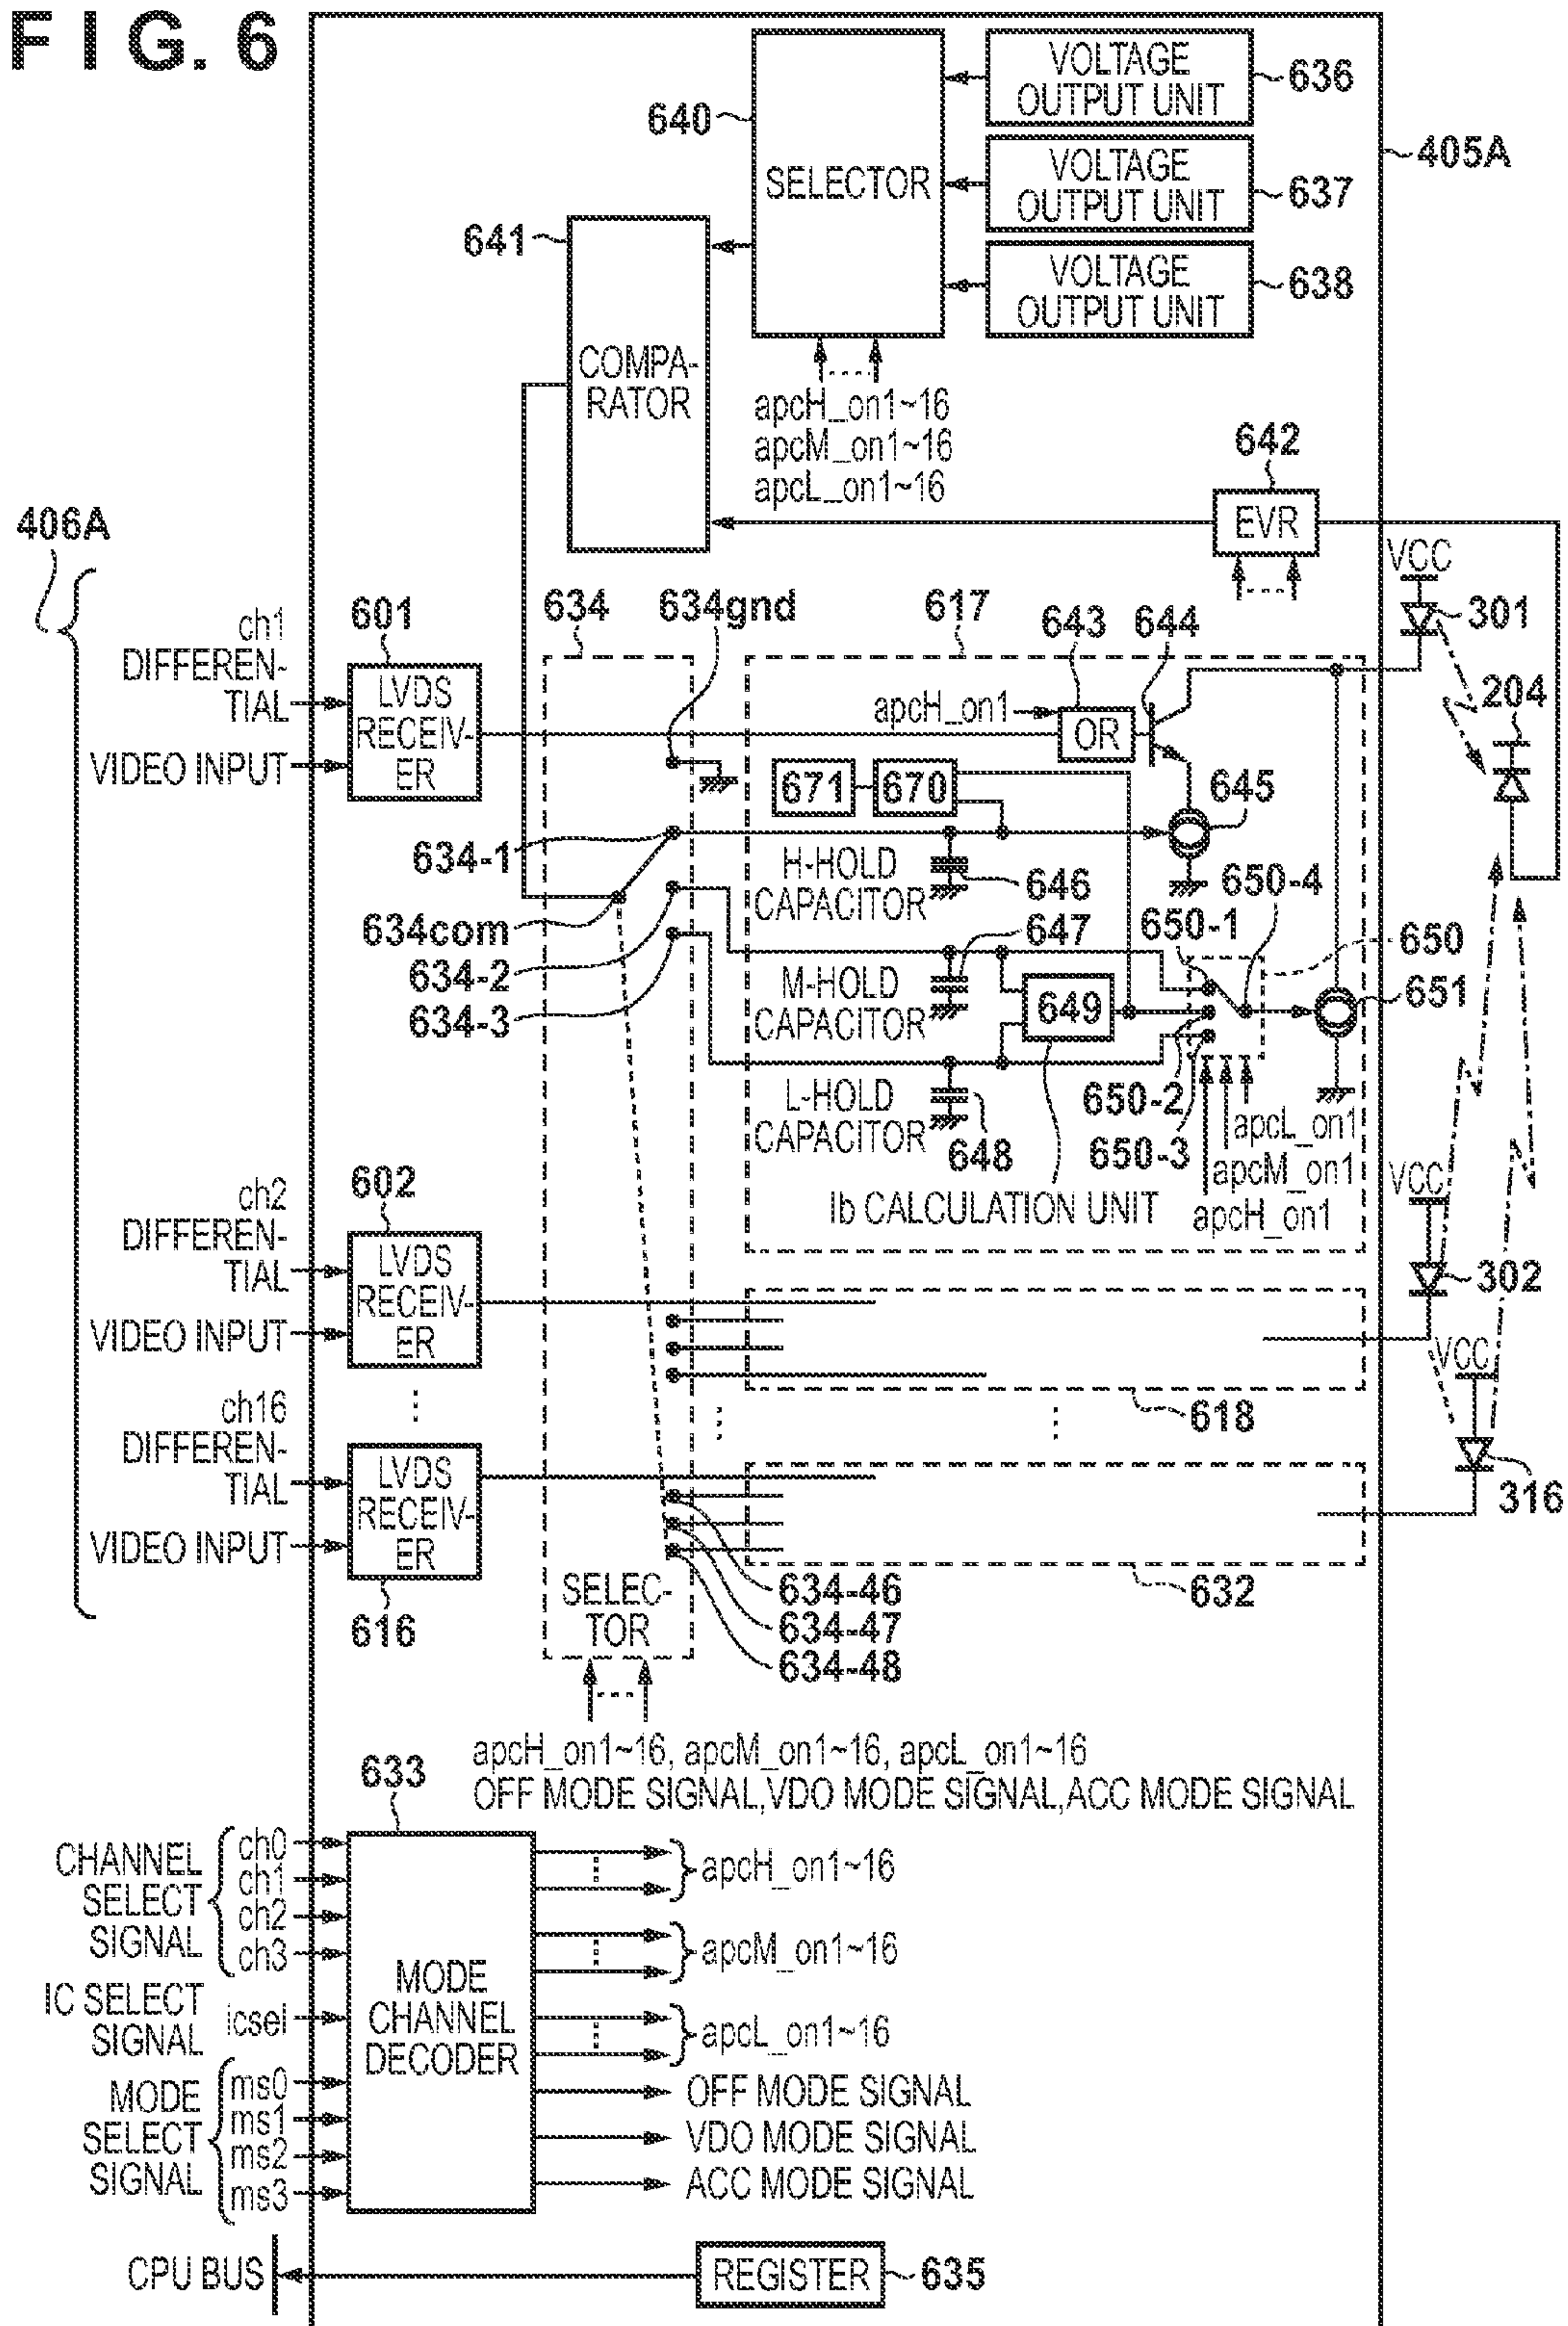 FIG. 6
VOLTAGE
OUTPUT UNIT
636
640
SELECTOR
VOLTAGE
OUTPUT UNIT
637
405A
641
VOLTAGE
OUTPUT UNIT
638
COMPA-
RATOR
apcH_on1~16
apcM_on1~16
apcL_on1~16
642
EVR
406A
VCC
301
ch1
DIFFEREN-
TIAL
VIDEO INPUT
601
LVDS
RECEIV-
ER
634
634gnd
617
643
644
apcH_on1
OR
204
671
670
645
634-1
H-HOLD
CAPACITOR
646
650-4
634com
634-2
634-3
647
650-1
650
M-HOLD
CAPACITOR
649
651
L-HOLD
CAPACITOR
648
650-2
650-3
apcL_on1
apcM_on1
apcH_on1
Ib CALCULATION UNIT
ch2
DIFFEREN-
TIAL
VIDEO INPUT
602
LVDS
RECEIV-
ER
VCC
302
618
VCC
316
ch16
DIFFEREN-
TIAL
VIDEO INPUT
LVDS
RECEIV-
ER
616
SELEC-
TOR
634-46
634-47
634-48
632
apcH_on1~16, apcM_on1~16, apcL_on1~16
OFF MODE SIGNAL,VDO MODE SIGNAL,ACC MODE SIGNAL
633
CHANNEL
SELECT
SIGNAL
ch0
ch1
ch2
ch3
IC SELECT
SIGNAL
icsel
MODE
SELECT
SIGNAL
ms0
ms1
ms2
ms3
MODE
CHANNEL
DECODER
apcH_on1~16
apcM_on1~16
apcL_on1~16
OFF MODE SIGNAL
VDO MODE SIGNAL
ACC MODE SIGNAL
CPU BUS
REGISTER
635